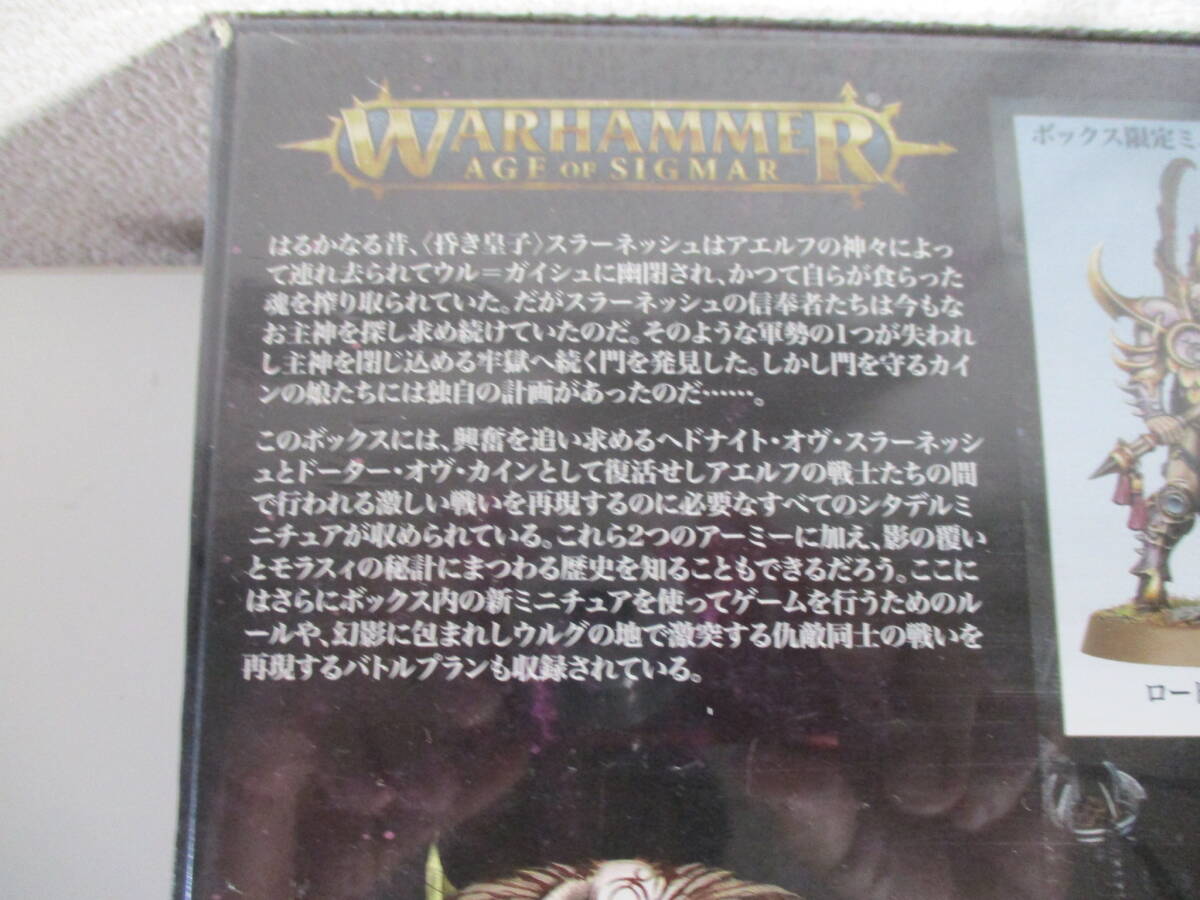 WARHAMMER
AGE OF SIGMAR
ボックス限定ミ
はるかなる昔、〈昏き皇子〉スラーネッシュはアエルフの神々によっ
て連れ去られてウル＝ガイシュに幽閉され、かつて自らが食らった
魂を搾り取られていた。だがスラーネッシュの信奉者たちは今もな
お主神を探し求め続けていたのだ。そのような軍勢の1つが失われ
し主神を閉じ込める牢獄へ続く門を発見した。しかし門を守るカイ
ンの娘たちには独自の計画があったのだ……。
このボックスには、興奮を追い求めるヘドナイト・オヴ・スラーネッシ
ュとドーター・オヴ・カインとして復活せしアエルフの戦士たちの間
で行われる激しい戦いを再現するのに必要なすべてのシタデルミ
ニチュアが収められている。これら2つのアーミーに加え、影の覆い
とモラスィの秘計にまつわる歴史を知ることもできるだろう。ここに
はさらにボックス内の新ミニチュアを使ってゲームを行うためのル
ールや、幻影に包まれしウルグの地で激突する仇敵同士の戦いを
再現するバトルプランも収録されている。
ロード